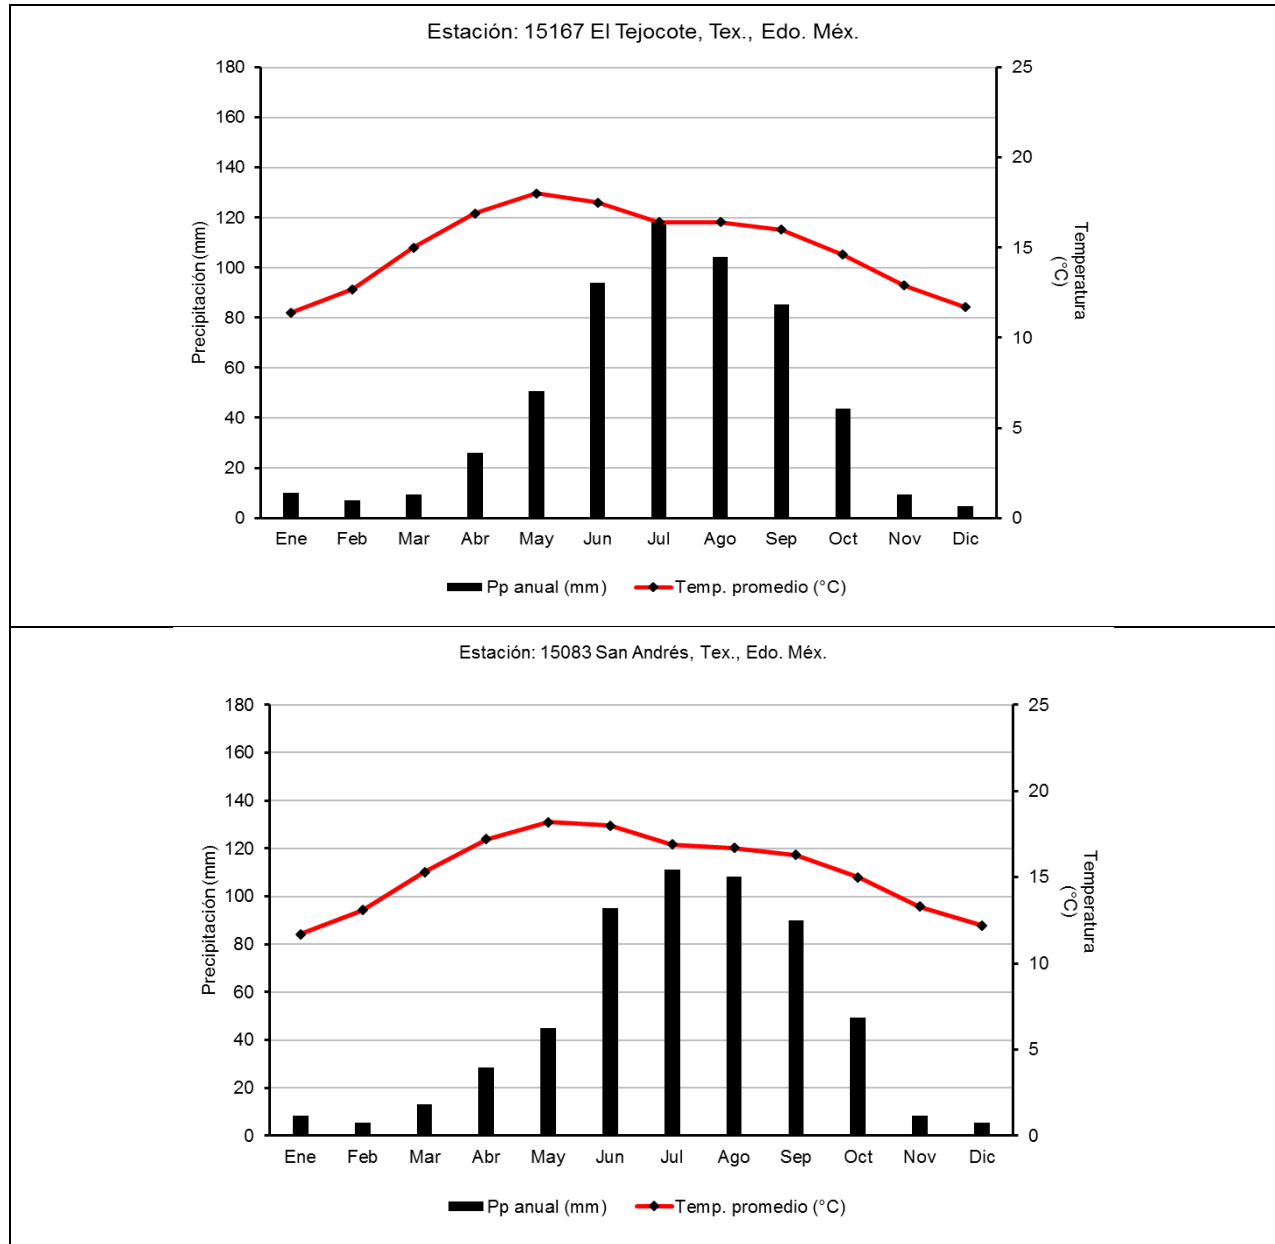 Estación: 15167 El Tejocote, Tex., Edo. Méx.
180
160
140
120
100
80
60
40
20
0
Precipitación (mm)
25
20
15
10
5
0
Temperatura
(°C)
Ene Feb Mar Abr May Jun Jul Ago Sep Oct Nov Dic
Pp anual (mm) Temp. promedio (°C)
Estación: 15083 San Andrés, Tex., Edo. Méx.
180
160
140
120
100
80
60
40
20
0
Precipitación (mm)
25
20
15
10
5
0
Temperatura
(°C)
Ene Feb Mar Abr May Jun Jul Ago Sep Oct Nov Dic
Pp anual (mm) Temp. promedio (°C)